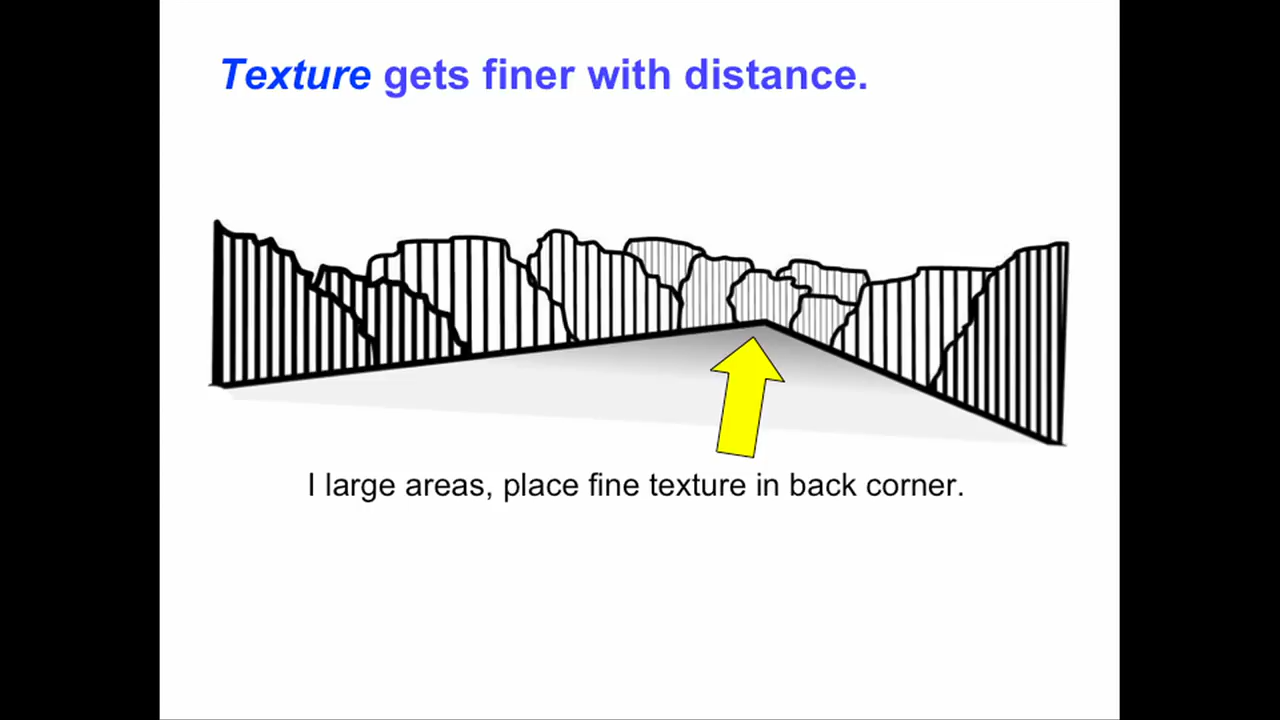 Texture gets finer with distance.
I large areas, place fine texture in back corner.